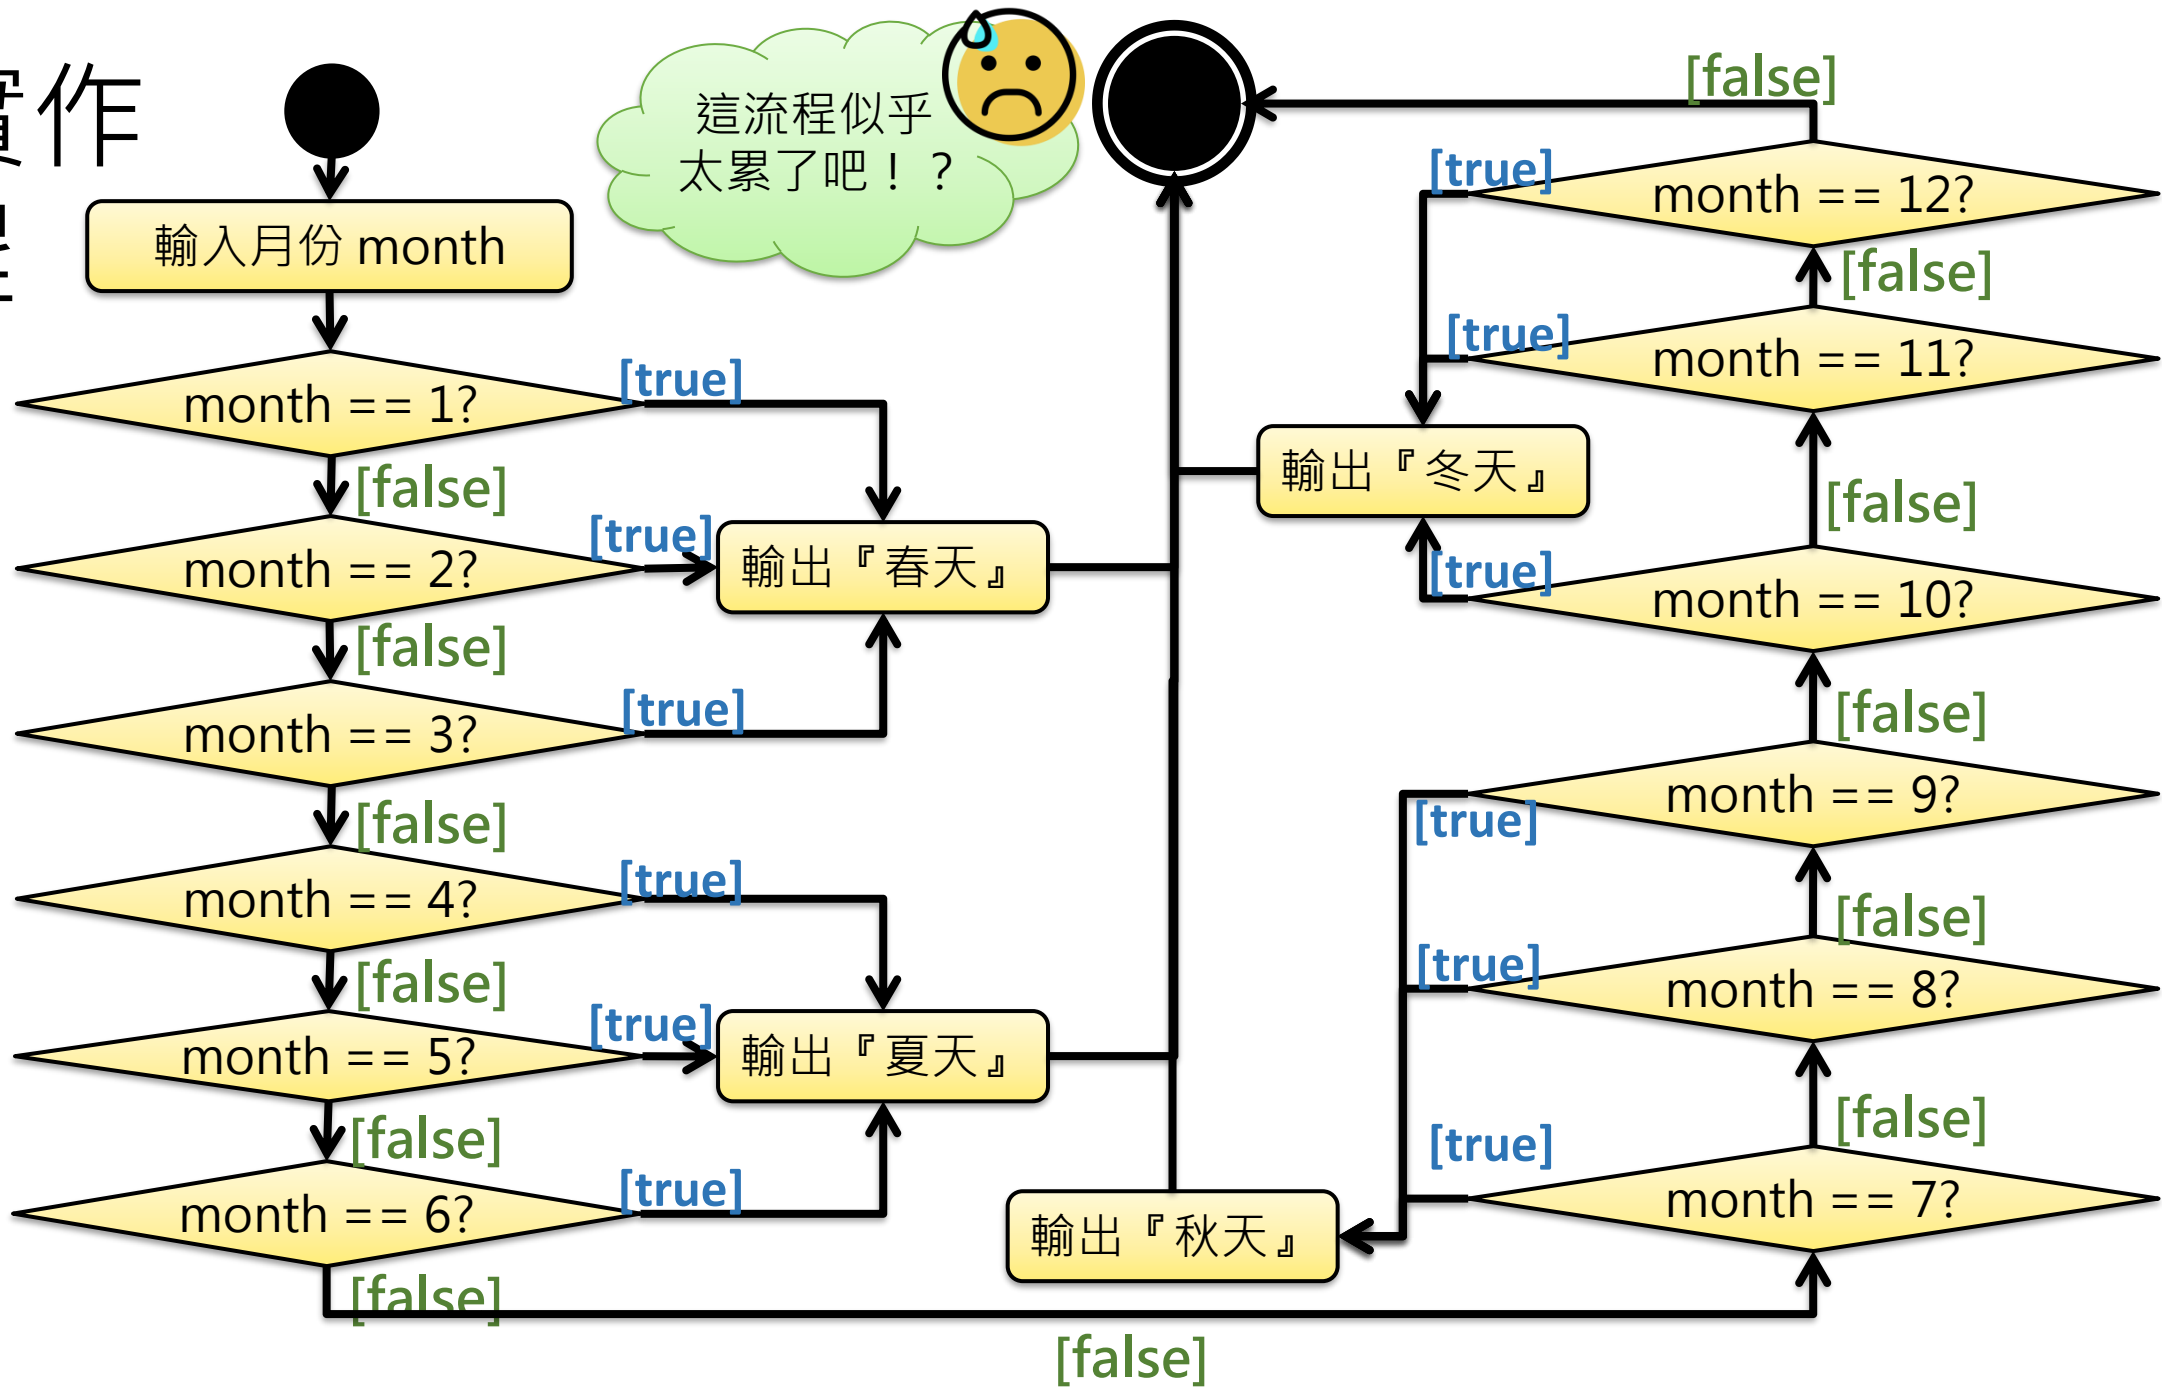 實作
這流程似乎
太累了吧！？
輸入月份 month
month == 1?
[true]
[false]
month == 2?
[true]
輸出『春天』
[false]
month == 3?
[true]
[false]
month == 4?
[true]
[false]
month == 5?
[true]
輸出『夏天』
[false]
month == 6?
[true]
[false]
[false]
month == 7?
[true]
輸出『秋天』
[false]
month == 8?
[true]
[false]
month == 9?
[true]
[false]
month == 10?
[true]
輸出『冬天』
[false]
month == 11?
[true]
[false]
month == 12?
[true]
[false]